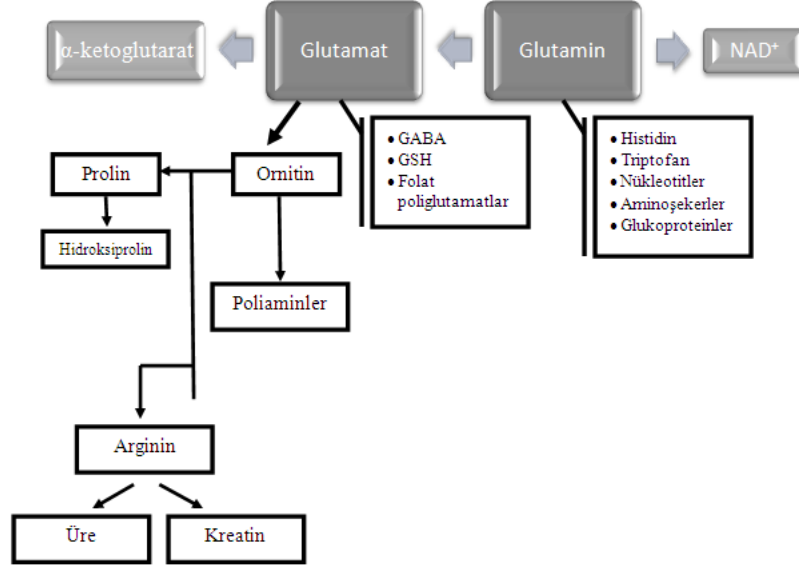 α-ketoglutarat
Glutamat
Glutamin
NAD⁺
• GABA
• GSH
• Folat
poliglutamatlar
• Histidin
• Triptofan
• Nükleotitler
• Aminoşekerler
• Glukoproteinler
Prolin
Ornitin
Hidroksiprolin
Poliaminler
Arginin
Üre
Kreatin